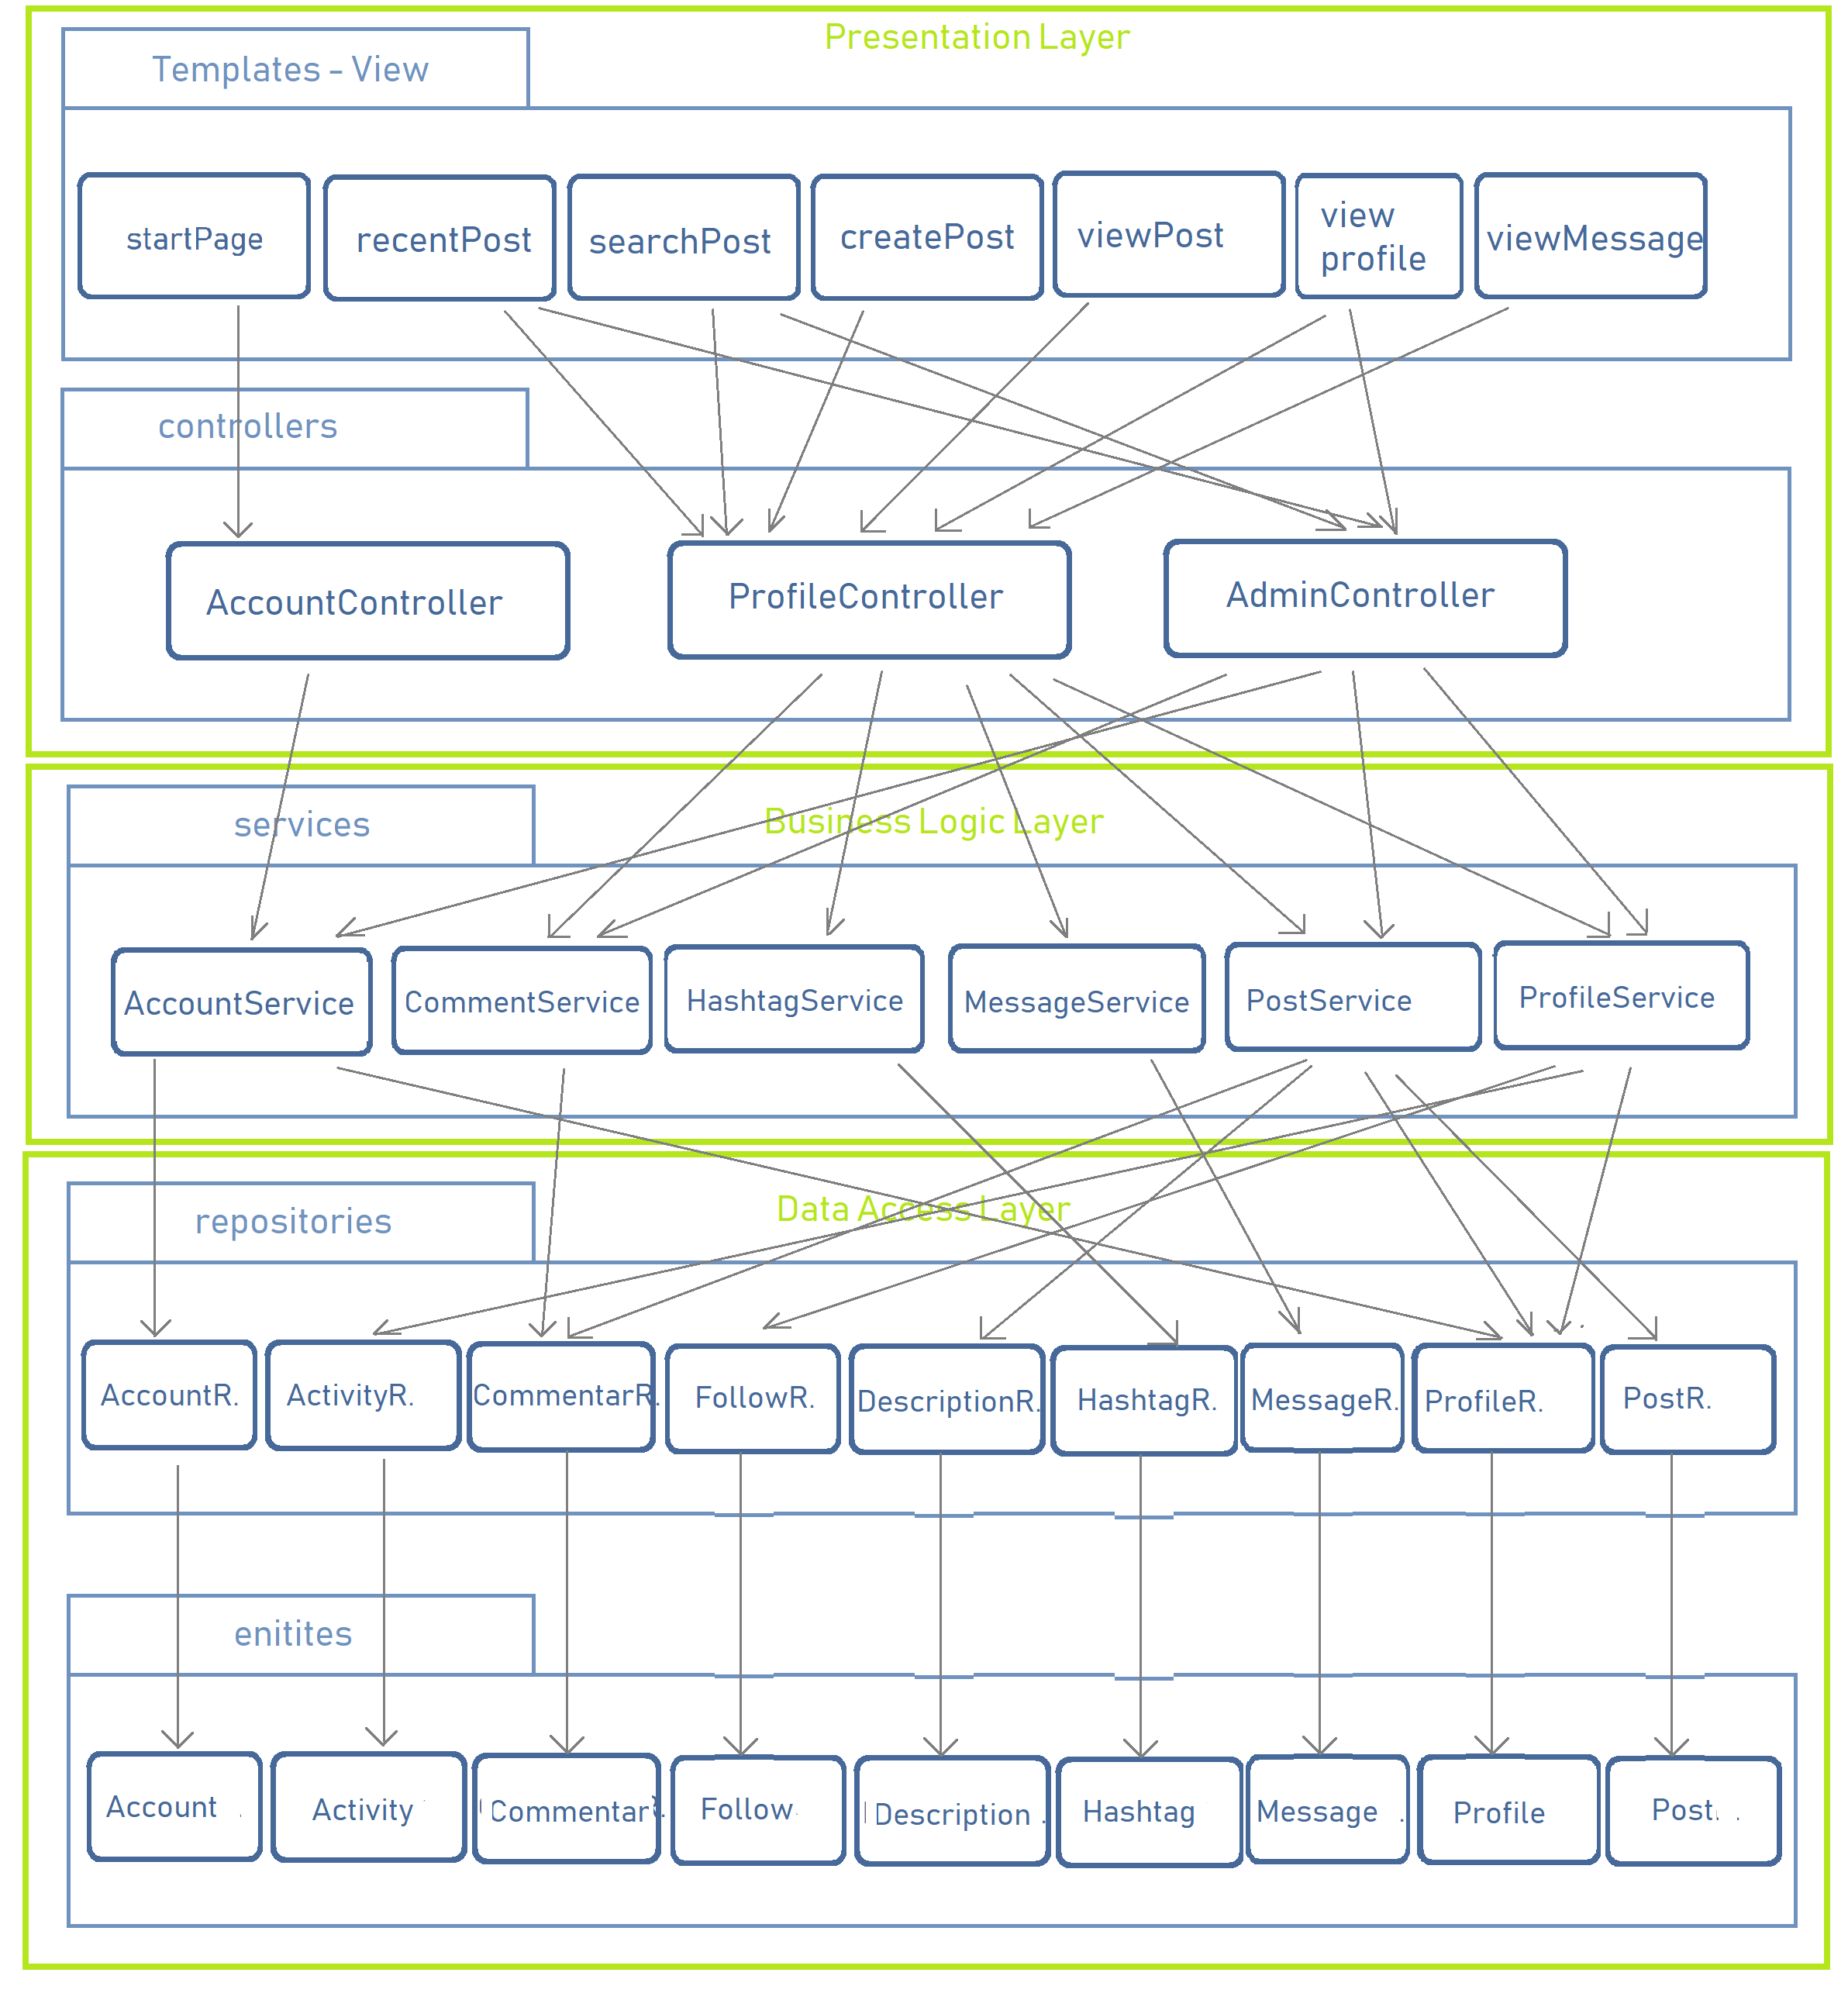 Presentation Layer
Templates - View
startPage
recentPost
searchPost
createPost
viewPost
view
profile
viewMessage
controllers
AccountController
ProfileController
AdminController
services
Business Logic Layer
AccountService
CommentService
HashtagService
MessageService
PostService
ProfileService
repositories
Data Access Layer
AccountR.
ActivityR.
CommentarR.
FollowR.
DescriptionR.
HashtagR.
MessageR.
ProfileR.
PostR.
enitites
Account
Activity
Commentar
Follow
Description
Hashtag
Message
Profile
Post